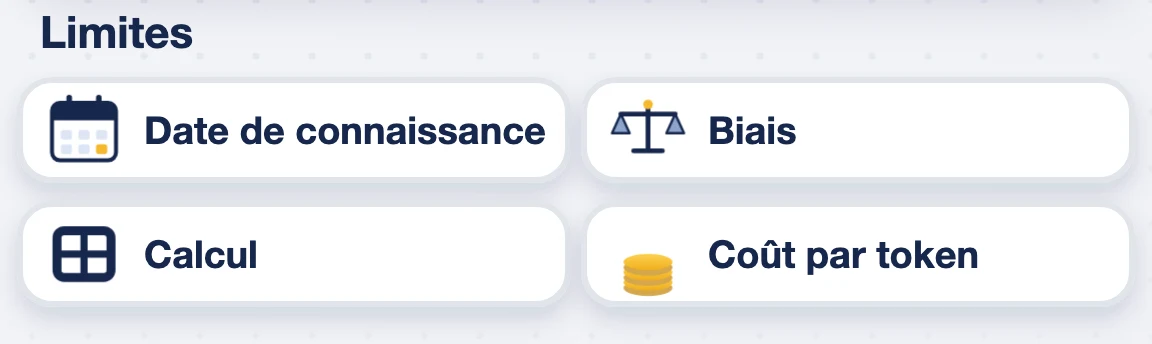 Limites
Date de connaissance
Biais
Calcul
Coût par token